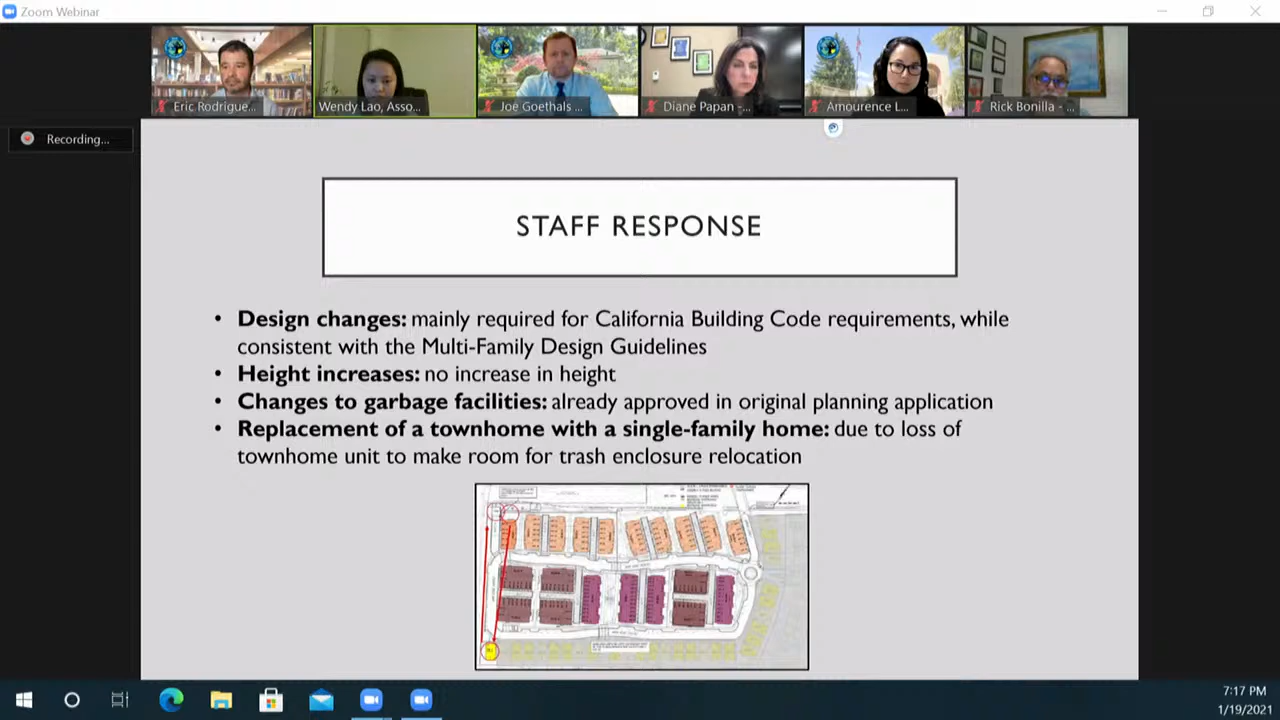 Zoom Webinar
Eric Rodrigue...
Wendy Lao, Asso...
Joe Goethals ...
Diane Papan -...
Amourence L...
Rick Bonilla - ...
Recording...
STAFF RESPONSE
• Design changes: mainly required for California Building Code requirements, while
consistent with the Multi-Family Design Guidelines
• Height increases: no increase in height
• Changes to garbage facilities: already approved in original planning application
• Replacement of a townhome with a single-family home: due to loss of
townhome unit to make room for trash enclosure relocation
7:17 PM
1/19/2021